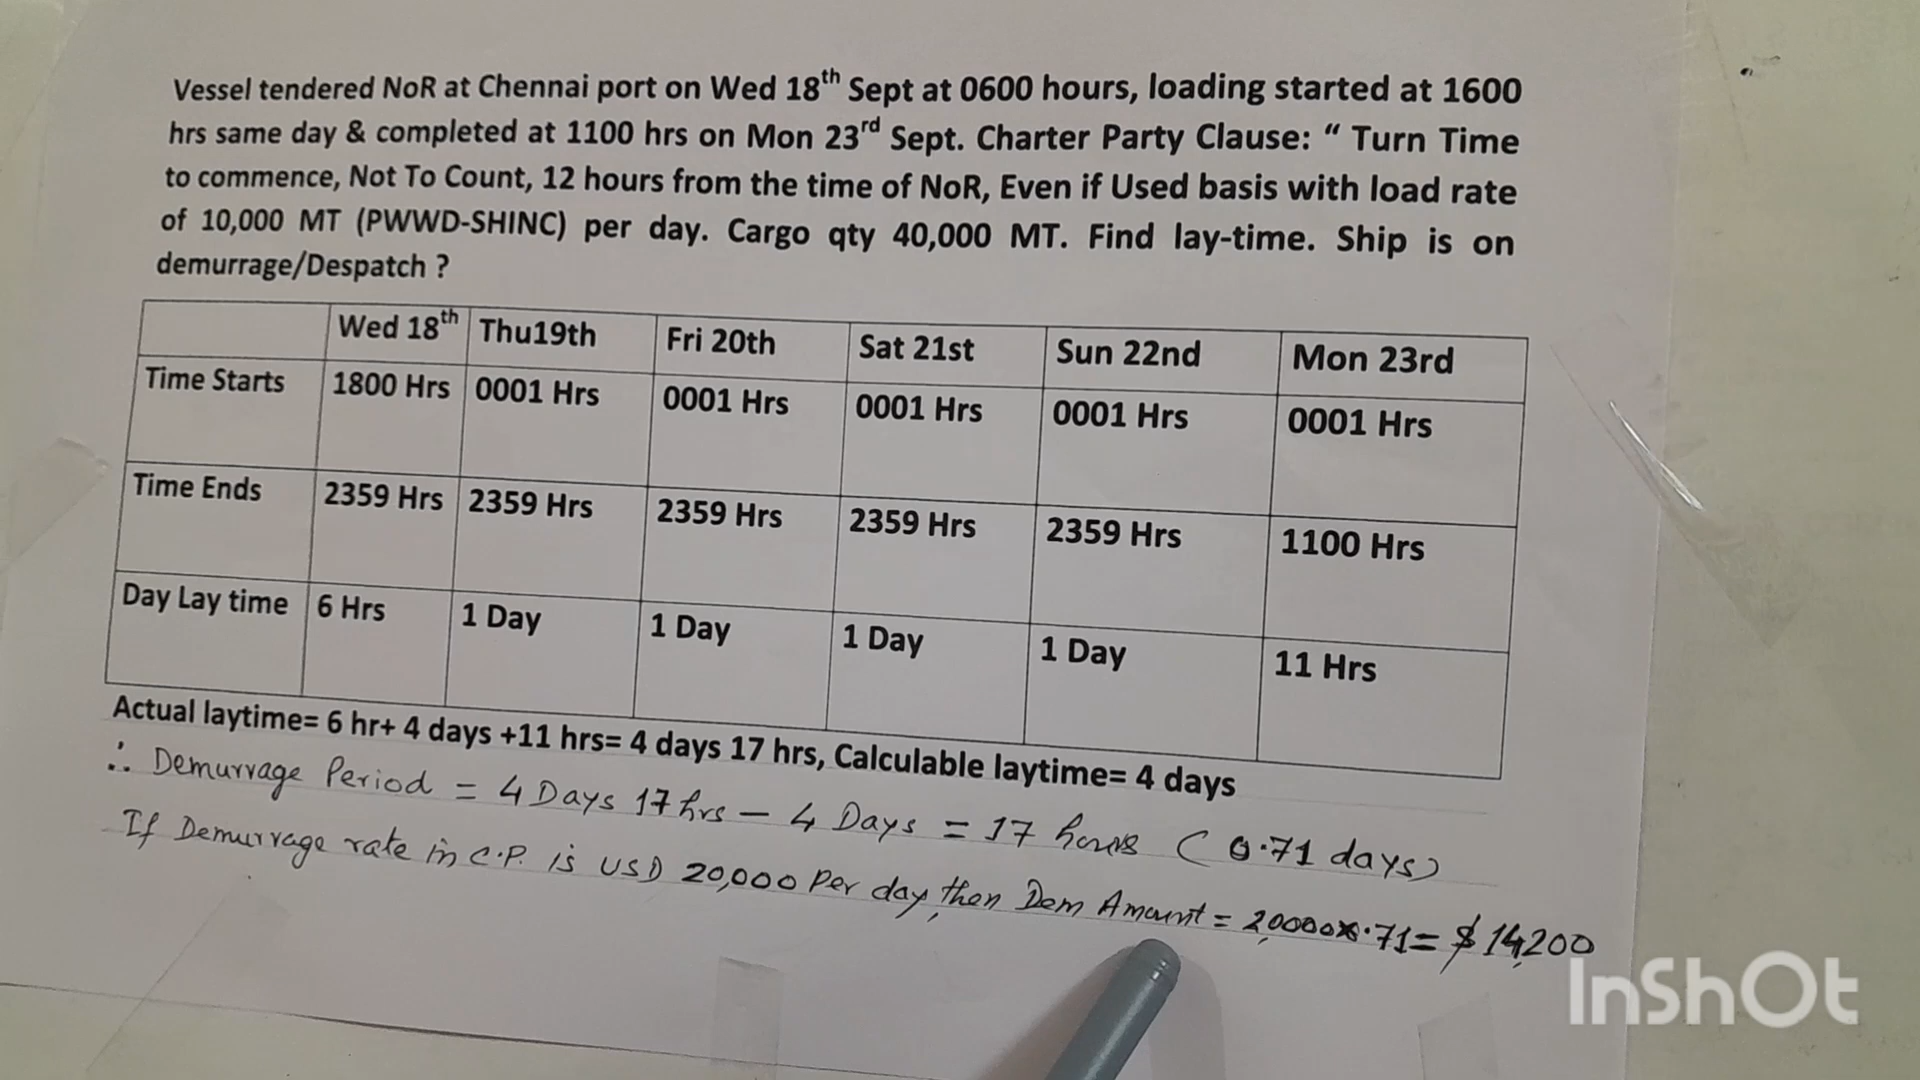 Vessel tendered NoR at Chennai port on Wed 18th Sept at 0600 hours, loading started at 1600
hrs same day & completed at 1100 hrs on Mon 23rd Sept. Charter Party Clause: “ Turn Time
to commence, Not To Count, 12 hours from the time of NoR, Even if Used basis with load rate
of 10,000 MT (PWWD-SHINC) per day. Cargo qty 40,000 MT. Find lay-time. Ship is on
demurrage/Despatch ?
Wed 18th Thu19th Fri 20th Sat 21st Sun 22nd Mon 23rd
Time Starts 1800 Hrs 0001 Hrs 0001 Hrs 0001 Hrs 0001 Hrs 0001 Hrs
Time Ends 2359 Hrs 2359 Hrs 2359 Hrs 2359 Hrs 2359 Hrs 1100 Hrs
Day Lay time 6 Hrs 1 Day 1 Day 1 Day 1 Day 11 Hrs
Actual laytime= 6 hr+ 4 days +11 hrs= 4 days 17 hrs, Calculable laytime= 4 days
∴ Demurrage Period = 4 Days 17 hrs – 4 Days = 17 hours (0.71 days)
If Demurrage rate in C.P. is USD 20,000 Per day, then Dem Amount = 20,000x.71= $ 14,200
InShOt